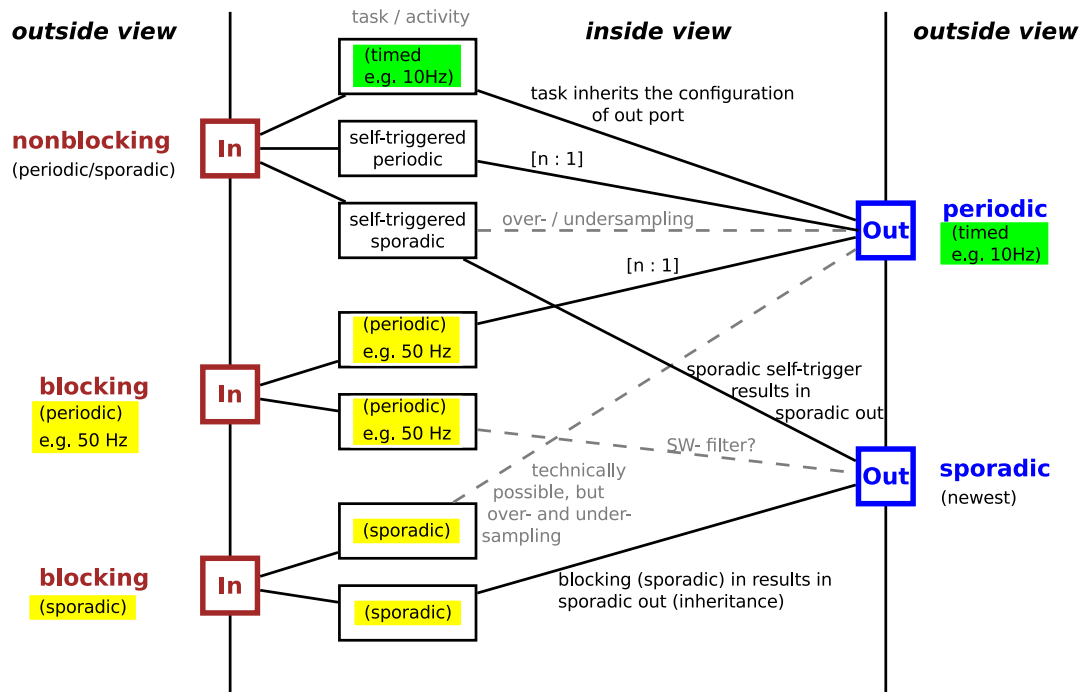 task / activity
outside view
inside view
outside view
(timed
e.g. 10Hz)
task inherits the configuration
of out port
nonblocking
(periodic/sporadic)
In
self-triggered
periodic
[n : 1]
self-triggered
sporadic
over- / undersampling
Out
periodic
(timed
e.g. 10Hz)
[n : 1]
(periodic)
e.g. 50 Hz
blocking
(periodic)
e.g. 50 Hz
In
(periodic)
e.g. 50 Hz
sporadic self-trigger
results in
sporadic out
SW- filter?
Out
sporadic
(newest)
technically
possible, but
over- and under-
sampling
(sporadic)
blocking
(sporadic)
In
(sporadic)
blocking (sporadic) in results in
sporadic out (inheritance)